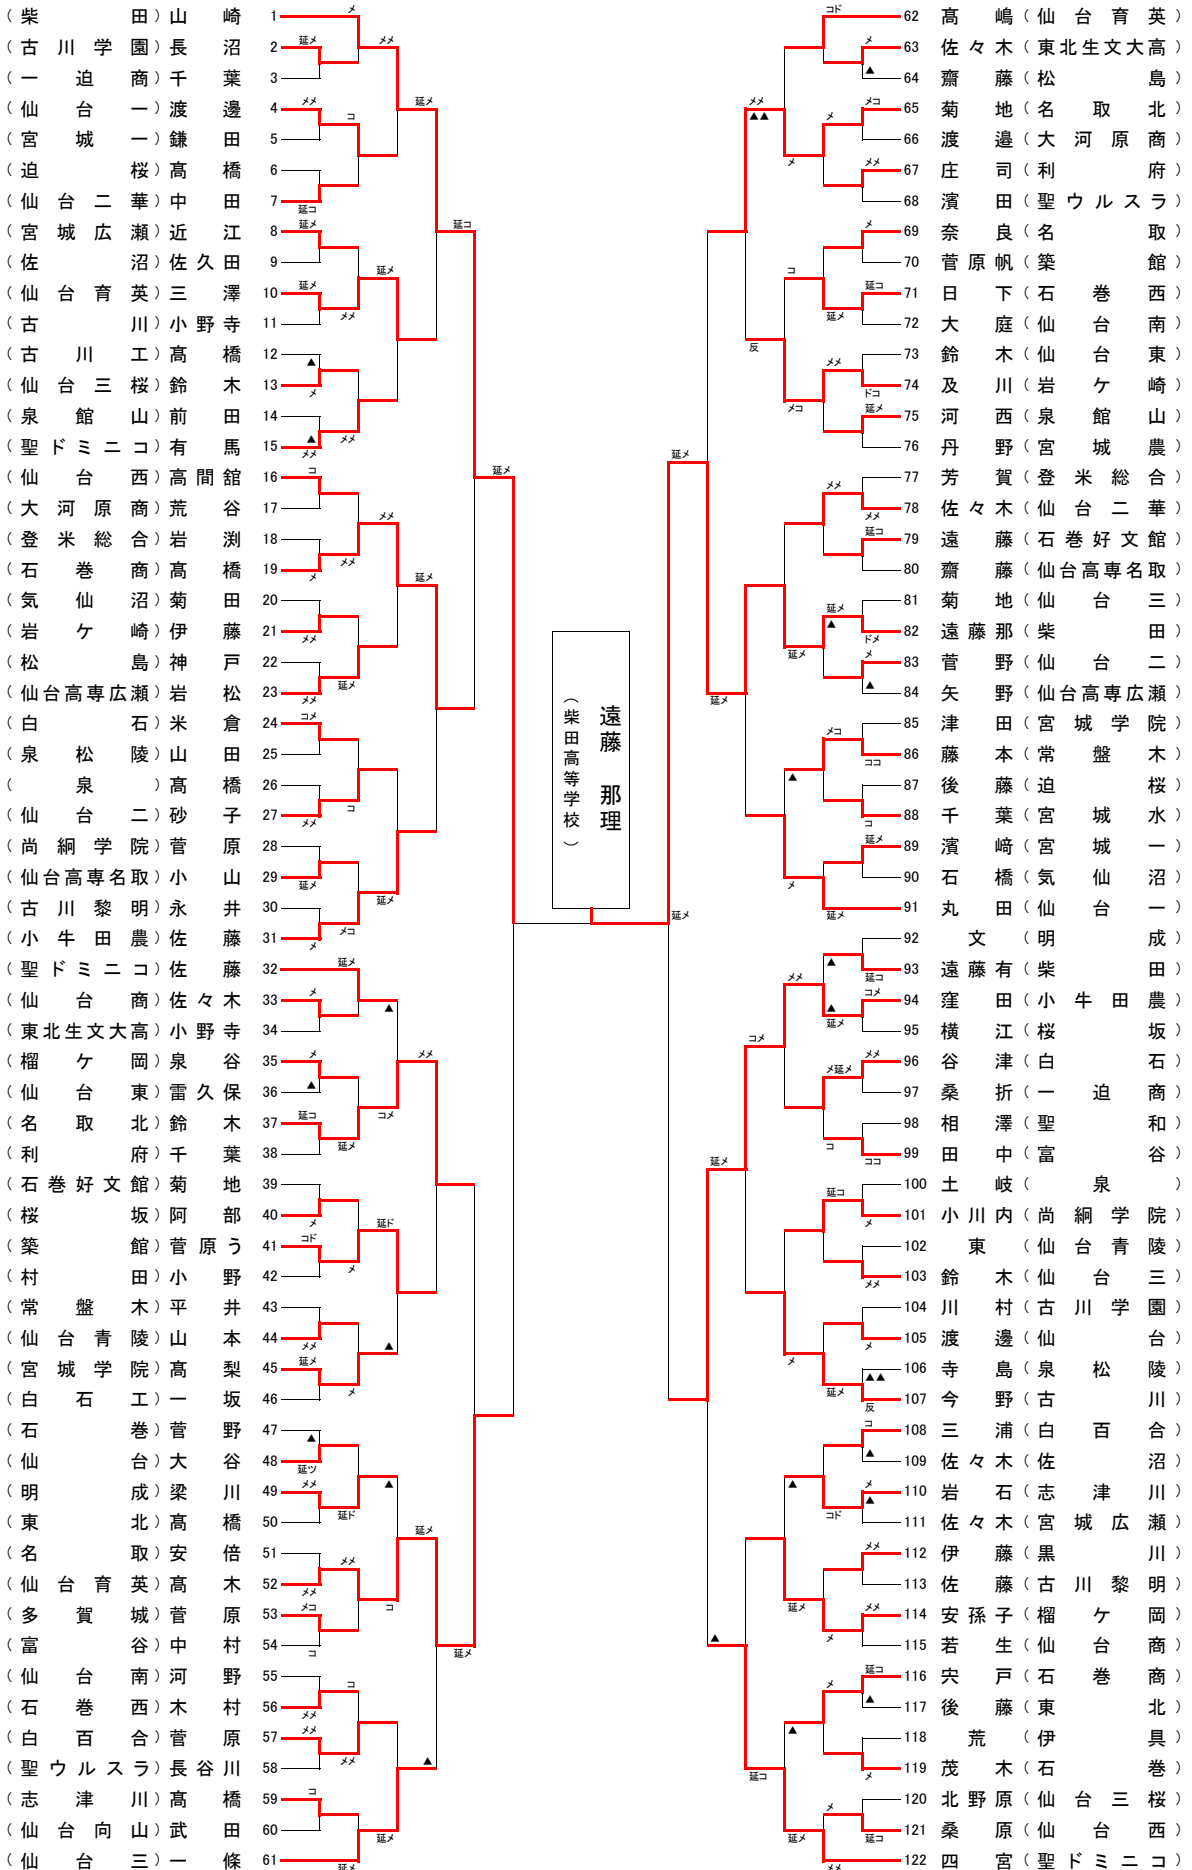 （柴田）山崎 1
（古川学園）長沼 2
（一迫商）千葉 3
（仙台一）渡邊 4
（宮城一）鎌田 5
（迫桜）髙橋 6
（仙台二華）中田 7
（宮城広瀬）近江 8
（佐沼）佐久田 9
（仙台育英）三澤 10
（古川）小野寺 11
（古川工）髙橋 12
（仙台三桜）鈴木 13
（泉館山）前田 14
（聖ドミニコ）有馬 15
（仙台西）高間舘 16
（大河原商）荒谷 17
（登米総合）岩渕 18
（石巻商）髙橋 19
（気仙沼）菊田 20
（岩ケ崎）伊藤 21
（松島）神戸 22
（仙台高専広瀬）岩松 23
（白石）米倉 24
（泉松陵）山田 25
（泉）髙橋 26
（仙台二）砂子 27
（尚絅学院）菅原 28
（仙台高専名取）小山 29
（古川黎明）永井 30
（小牛田農）佐藤 31
（聖ドミニコ）佐藤 32
（仙台商）佐々木 33
（東北生文大高）小野寺 34
（榴ケ岡）泉谷 35
（仙台東）雷久保 36
（名取北）鈴木 37
（利府）千葉 38
（石巻好文館）菊地 39
（桜坂）阿部 40
（築館）菅原う 41
（村田）小野 42
（常盤木）平井 43
（仙台青陵）山本 44
（宮城学院）髙梨 45
（白石工）一坂 46
（石巻）菅野 47
（仙台）大谷 48
（明成）梁川 49
（東北）髙橋 50
（名取）安倍 51
（仙台育英）髙木 52
（多賀城）菅原 53
（富谷）中村 54
（仙台南）河野 55
（石巻西）木村 56
（白百合）菅原 57
（聖ウルスラ）長谷川 58
（志津川）髙橋 59
（仙台向山）武田 60
（仙台三）一條 61
遠藤 那理
（柴田高等学校）
62 髙嶋（仙台育英）
63 佐々木（東北生文大高）
64 齋藤（松島）
65 菊地（名取北）
66 渡邉（大河原商）
67 庄司（利府）
68 濱田（聖ウルスラ）
69 奈良（名取）
70 菅原帆（築館）
71 日下（石巻西）
72 大庭（仙台南）
73 鈴木（仙台東）
74 及川（岩ケ崎）
75 河西（泉館山）
76 丹野（宮城農）
77 芳賀（登米総合）
78 佐々木（仙台二華）
79 遠藤（石巻好文館）
80 齋藤（仙台高専名取）
81 菊地（仙台三）
82 遠藤那（柴田）
83 菅野（仙台二）
84 矢野（仙台高専広瀬）
85 津田（宮城学院）
86 藤本（常盤木）
87 後藤（迫桜）
88 千葉（宮城水）
89 濱﨑（宮城一）
90 石橋（気仙沼）
91 丸田（仙台一）
92 文（明成）
93 遠藤有（柴田）
94 窪田（小牛田農）
95 横江（桜坂）
96 谷津（白石）
97 桑折（一迫商）
98 相澤（聖和）
99 田中（富谷）
100 土岐（泉）
101 小川内（尚絅学院）
102 東（仙台青陵）
103 鈴木（仙台三）
104 川村（古川学園）
105 渡邊（仙台）
106 寺島（泉松陵）
107 今野（古川）
108 三浦（白百合）
109 佐々木（佐沼）
110 岩石（志津川）
111 佐々木（宮城広瀬）
112 伊藤（黒川）
113 佐藤（古川黎明）
114 安孫子（榴ケ岡）
115 若生（仙台商）
116 宍戸（石巻商）
117 後藤（東北）
118 荒（伊具）
119 茂木（石巻）
120 北野原（仙台三桜）
121 桑原（仙台西）
122 四宮（聖ドミニコ）